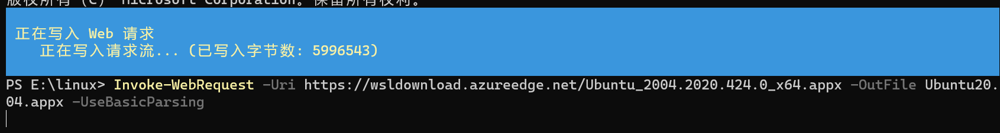 版权所有 (C) Microsoft Corporation。保留所有权利。
正在写入 Web 请求
正在写入请求流... (已写入字节数: 5996543)
PS E:\linux> Invoke-WebRequest -Uri https://wsldownload.azureedge.net/Ubuntu_2004.2020.424.0_x64.appx -OutFile Ubuntu20.
04.appx -UseBasicParsing